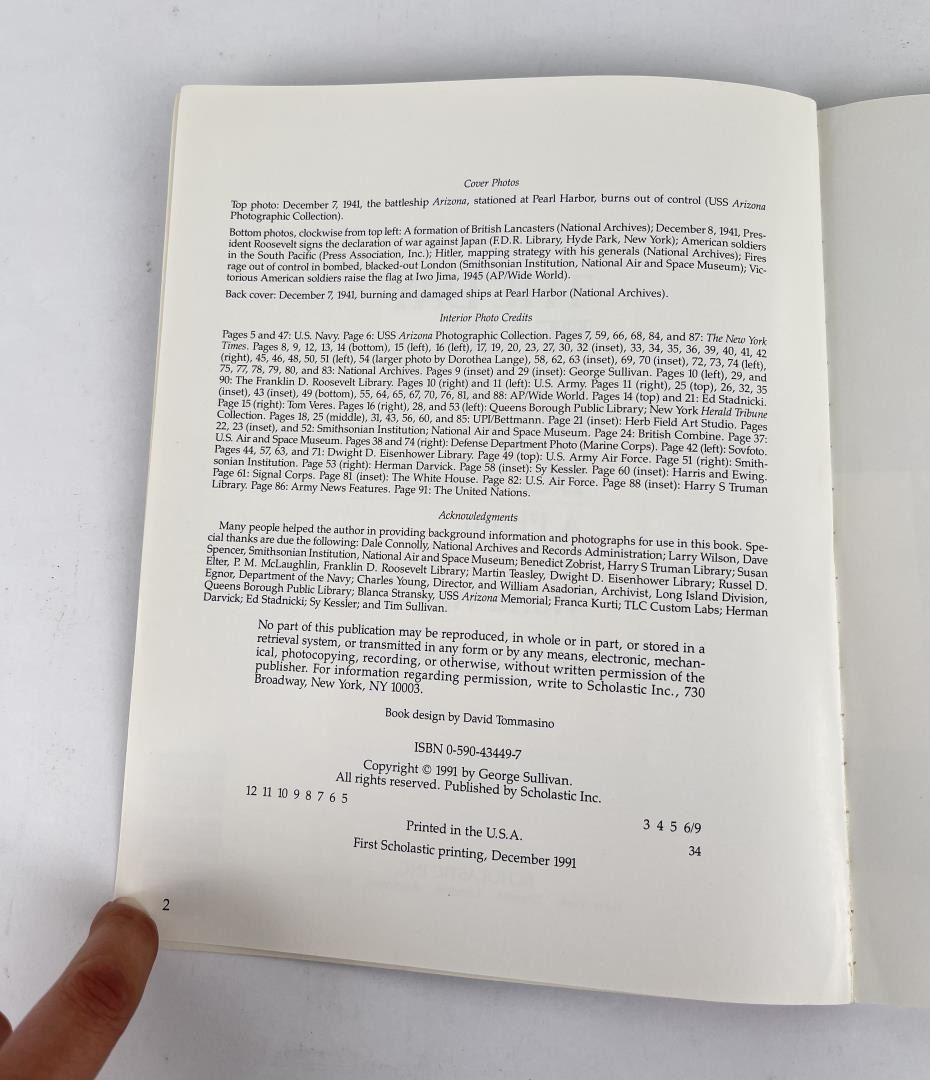 Cover Photos
Top photo: December 7, 1941, the battleship Arizona, stationed at Pearl Harbor, burns out of control (USS Arizona
Photographic Collection).
Bottom photos, clockwise from top left: A formation of British Lancasters (National Archives); December 8, 1941, Pres-
ident Roosevelt signs the declaration of war against Japan (F.D.R. Library, Hyde Park, New York); American soldiers
in the South Pacific (Press Association, Inc.); Hitler, mapping strategy with his generals (National Archives); Fires
rage out of control in bombed, blacked-out London (Smithsonian Institution, National Air and Space Museum); Vic-
torious American soldiers raise the flag at Iwo Jima, 1945 (AP/Wide World).
Back cover: December 7, 1941, burning and damaged ships at Pearl Harbor (National Archives).
Interior Photo Credits
Pages 5 and 47: U.S. Navy. Page 6: USS Arizona Photographic Collection. Pages 7, 59, 66, 68, 84, and 87: The New York
Times. Pages 8, 9, 12, 13, 14 (bottom), 15 (left), 16 (left), 17, 19, 20, 23, 27, 30, 32 (inset), 33, 34, 35, 36, 39, 40, 41, 42
(right), 45, 46, 48, 50, 51 (left), 54 (larger photo by Dorothea Lange), 58, 62, 63 (inset), 69, 70 (inset), 72, 73, 74 (left),
75, 77, 78, 79, 80, and 83: National Archives. Pages 9 (inset) and 29 (inset): George Sullivan. Pages 10 (left), 29, and
90: The Franklin D. Roosevelt Library. Pages 10 (right) and 11 (left): U.S. Army. Pages 11 (right), 25 (top), 26, 32, 35
(inset), 43 (inset), 49 (bottom), 55, 64, 65, 67, 70, 76, 81, and 88: AP/Wide World. Pages 14 (top) and 21: Ed Stadnicki.
Page 15 (right): Tom Veres. Pages 16 (right), 28, and 53 (left): Queens Borough Public Library; New York Herald Tribune
Collection. Pages 18, 25 (middle), 31, 43, 56, 60, and 85: UPI/Bettmann. Page 21 (inset): Herb Field Art Studio. Pages
22, 23 (inset), and 52: Smithsonian Institution; National Air and Space Museum. Page 24: British Combine. Page 37:
U.S. Air and Space Museum. Pages 38 and 74 (right): Defense Department Photo (Marine Corps). Page 42 (left): Sovfoto.
Pages 44, 57, 63, and 71: Dwight D. Eisenhower Library. Page 49 (top): U.S. Army Air Force. Page 51 (right): Smith-
sonian Institution. Page 53 (right): Herman Darvick. Page 58 (inset): Sy Kessler. Page 60 (inset): Harris and Ewing.
Page 61: Signal Corps. Page 81 (inset): The White House. Page 82: U.S. Air Force. Page 88 (inset): Harry S Truman
Library. Page 86: Army News Features. Page 91: The United Nations.
Acknowledgments
Many people helped the author in providing background information and photographs for use in this book. Spe-
cial thanks are due the following: Dale Connolly, National Archives and Records Administration; Larry Wilson, Dave
Spencer, Smithsonian Institution, National Air and Space Museum; Benedict Zobrist, Harry S Truman Library; Susan
Elter, P. M. McLaughlin, Franklin D. Roosevelt Library; Martin Teasley, Dwight D. Eisenhower Library; Russel D.
Egnor, Department of the Navy; Charles Young, Director, and William Asadorian, Archivist, Long Island Division,
Queens Borough Public Library; Blanca Stransky, USS Arizona Memorial; Franca Kurti; TLC Custom Labs; Herman
Darvick; Ed Stadnicki; Sy Kessler; and Tim Sullivan.
No part of this publication may be reproduced, in whole or in part, or stored in a
retrieval system, or transmitted in any form or by any means, electronic, mechan-
ical, photocopying, recording, or otherwise, without written permission of the
publisher. For information regarding permission, write to Scholastic Inc., 730
Broadway, New York, NY 10003.
Book design by David Tommasino
ISBN 0-590-43449-7
Copyright © 1991 by George Sullivan.
All rights reserved. Published by Scholastic Inc.
12 11 10 9 8 7 6 5
3 4 5 6/9
Printed in the U.S.A.
34
First Scholastic printing, December 1991
2